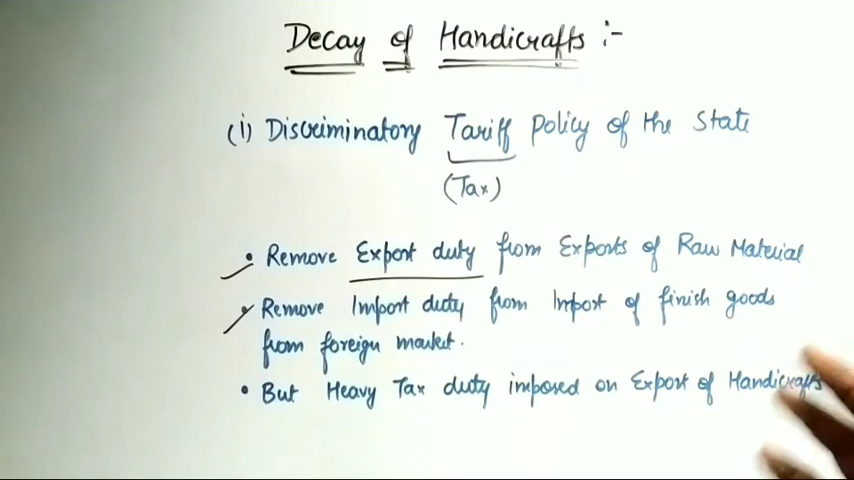 Decay of Handicrafts :-
(i) Discriminatory Tariff Policy of the State
(Tax)
• Remove Export duty from Exports of Raw Material
• Remove Import duty from Import of finish goods
from foreign market.
• But Heavy Tax duty imposed on Export of Handicrafts